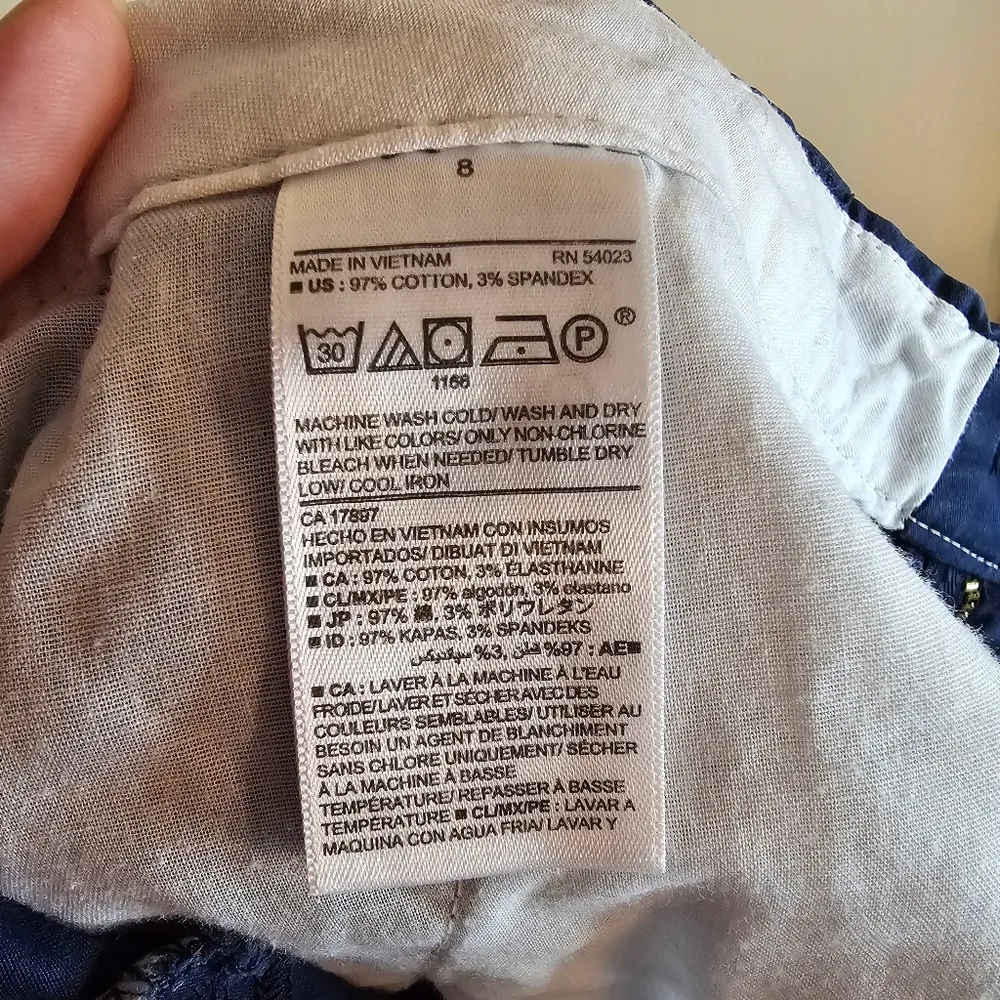 8
MADE IN VIETNAM RN 54023
■ US : 97% COTTON, 3% SPANDEX
30 P ®
1166
MACHINE WASH COLD/ WASH AND DRY
WITH LIKE COLORS/ ONLY NON-CHLORINE
BLEACH WHEN NEEDED/ TUMBLE DRY
LOW/ COOL IRON
CA 17897
HECHO EN VIETNAM CON INSUMOS
IMPORTADOS/ DIBUAT DI VIETNAM
■ CA : 97% COTON, 3% ÉLASTHANNE
■ CL/MX/PE : 97% algodón, 3% elastano
■ JP : 97% 綿, 3% ポリウレタン
■ ID : 97% KAPAS, 3% SPANDEKS
■AE : 97% قطن, 3% سباندیکس
■ CA : LAVER À LA MACHINE À L'EAU
FROIDE/ LAVER ET SÉCHER AVEC DES
COULEURS SEMBLABLES/ UTILISER AU
BESOIN UN AGENT DE BLANCHIMENT
SANS CHLORE UNIQUEMENT/ SÉCHER
À LA MACHINE À BASSE
TEMPÉRATURE/ REPASSER À BASSE
TEMPÉRATURE ■ CL/MX/PE : LAVAR A
MAQUINA CON AGUA FRIA/ LAVAR Y